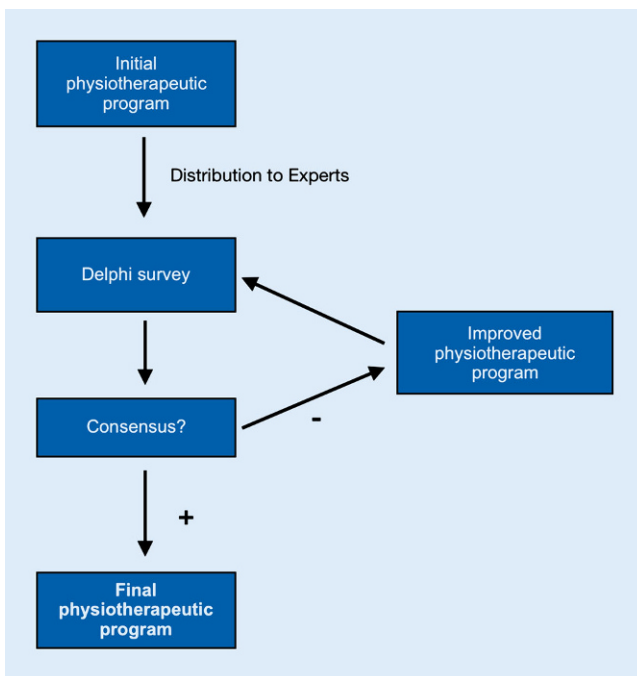 Initial
physiotherapeutic
program
Distribution to Experts
Delphi survey
Improved
physiotherapeutic
program
Consensus?
-
+
Final
physiotherapeutic
program